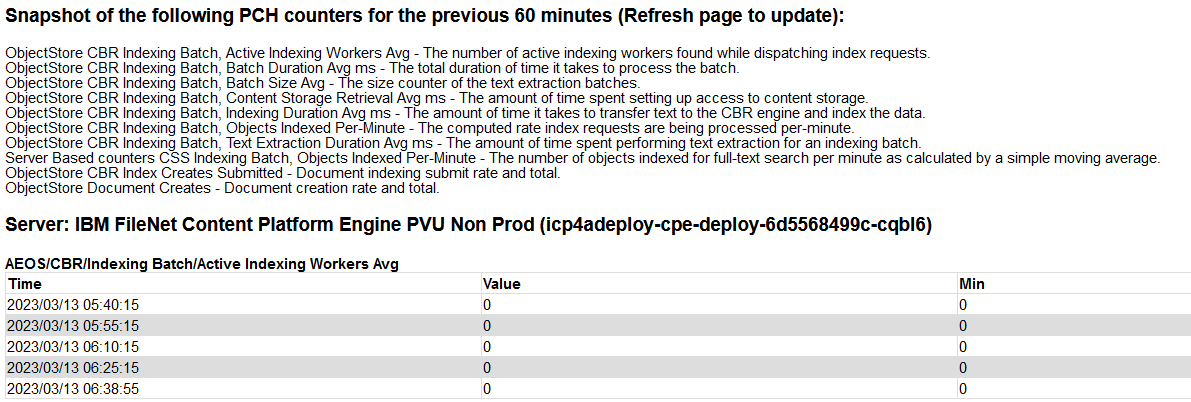 Snapshot of the following PCH counters for the previous 60 minutes (Refresh page to update):
ObjectStore CBR Indexing Batch, Active Indexing Workers Avg - The number of active indexing workers found while dispatching index requests.
ObjectStore CBR Indexing Batch, Batch Duration Avg ms - The total duration of time it takes to process the batch.
ObjectStore CBR Indexing Batch, Batch Size Avg - The size counter of the text extraction batches.
ObjectStore CBR Indexing Batch, Content Storage Retrieval Avg ms - The amount of time spent setting up access to content storage.
ObjectStore CBR Indexing Batch, Indexing Duration Avg ms - The amount of time it takes to transfer text to the CBR engine and index the data.
ObjectStore CBR Indexing Batch, Objects Indexed Per-Minute - The computed rate index requests are being processed per-minute.
ObjectStore CBR Indexing Batch, Text Extraction Duration Avg ms - The amount of time spent performing text extraction for an indexing batch.
Server Based counters CSS Indexing Batch, Objects Indexed Per-Minute - The number of objects indexed for full-text search per minute as calculated by a simple moving average.
ObjectStore CBR Index Creates Submitted - Document indexing submit rate and total.
ObjectStore Document Creates - Document creation rate and total.
Server: IBM FileNet Content Platform Engine PVU Non Prod (icp4adeploy-cpe-deploy-6d5568499c-cqbl6)
AEOS/CBR/Indexing Batch/Active Indexing Workers Avg
Time Value Min
2023/03/13 05:40:15 0 0
2023/03/13 05:55:15 0 0
2023/03/13 06:10:15 0 0
2023/03/13 06:25:15 0 0
2023/03/13 06:38:55 0 0